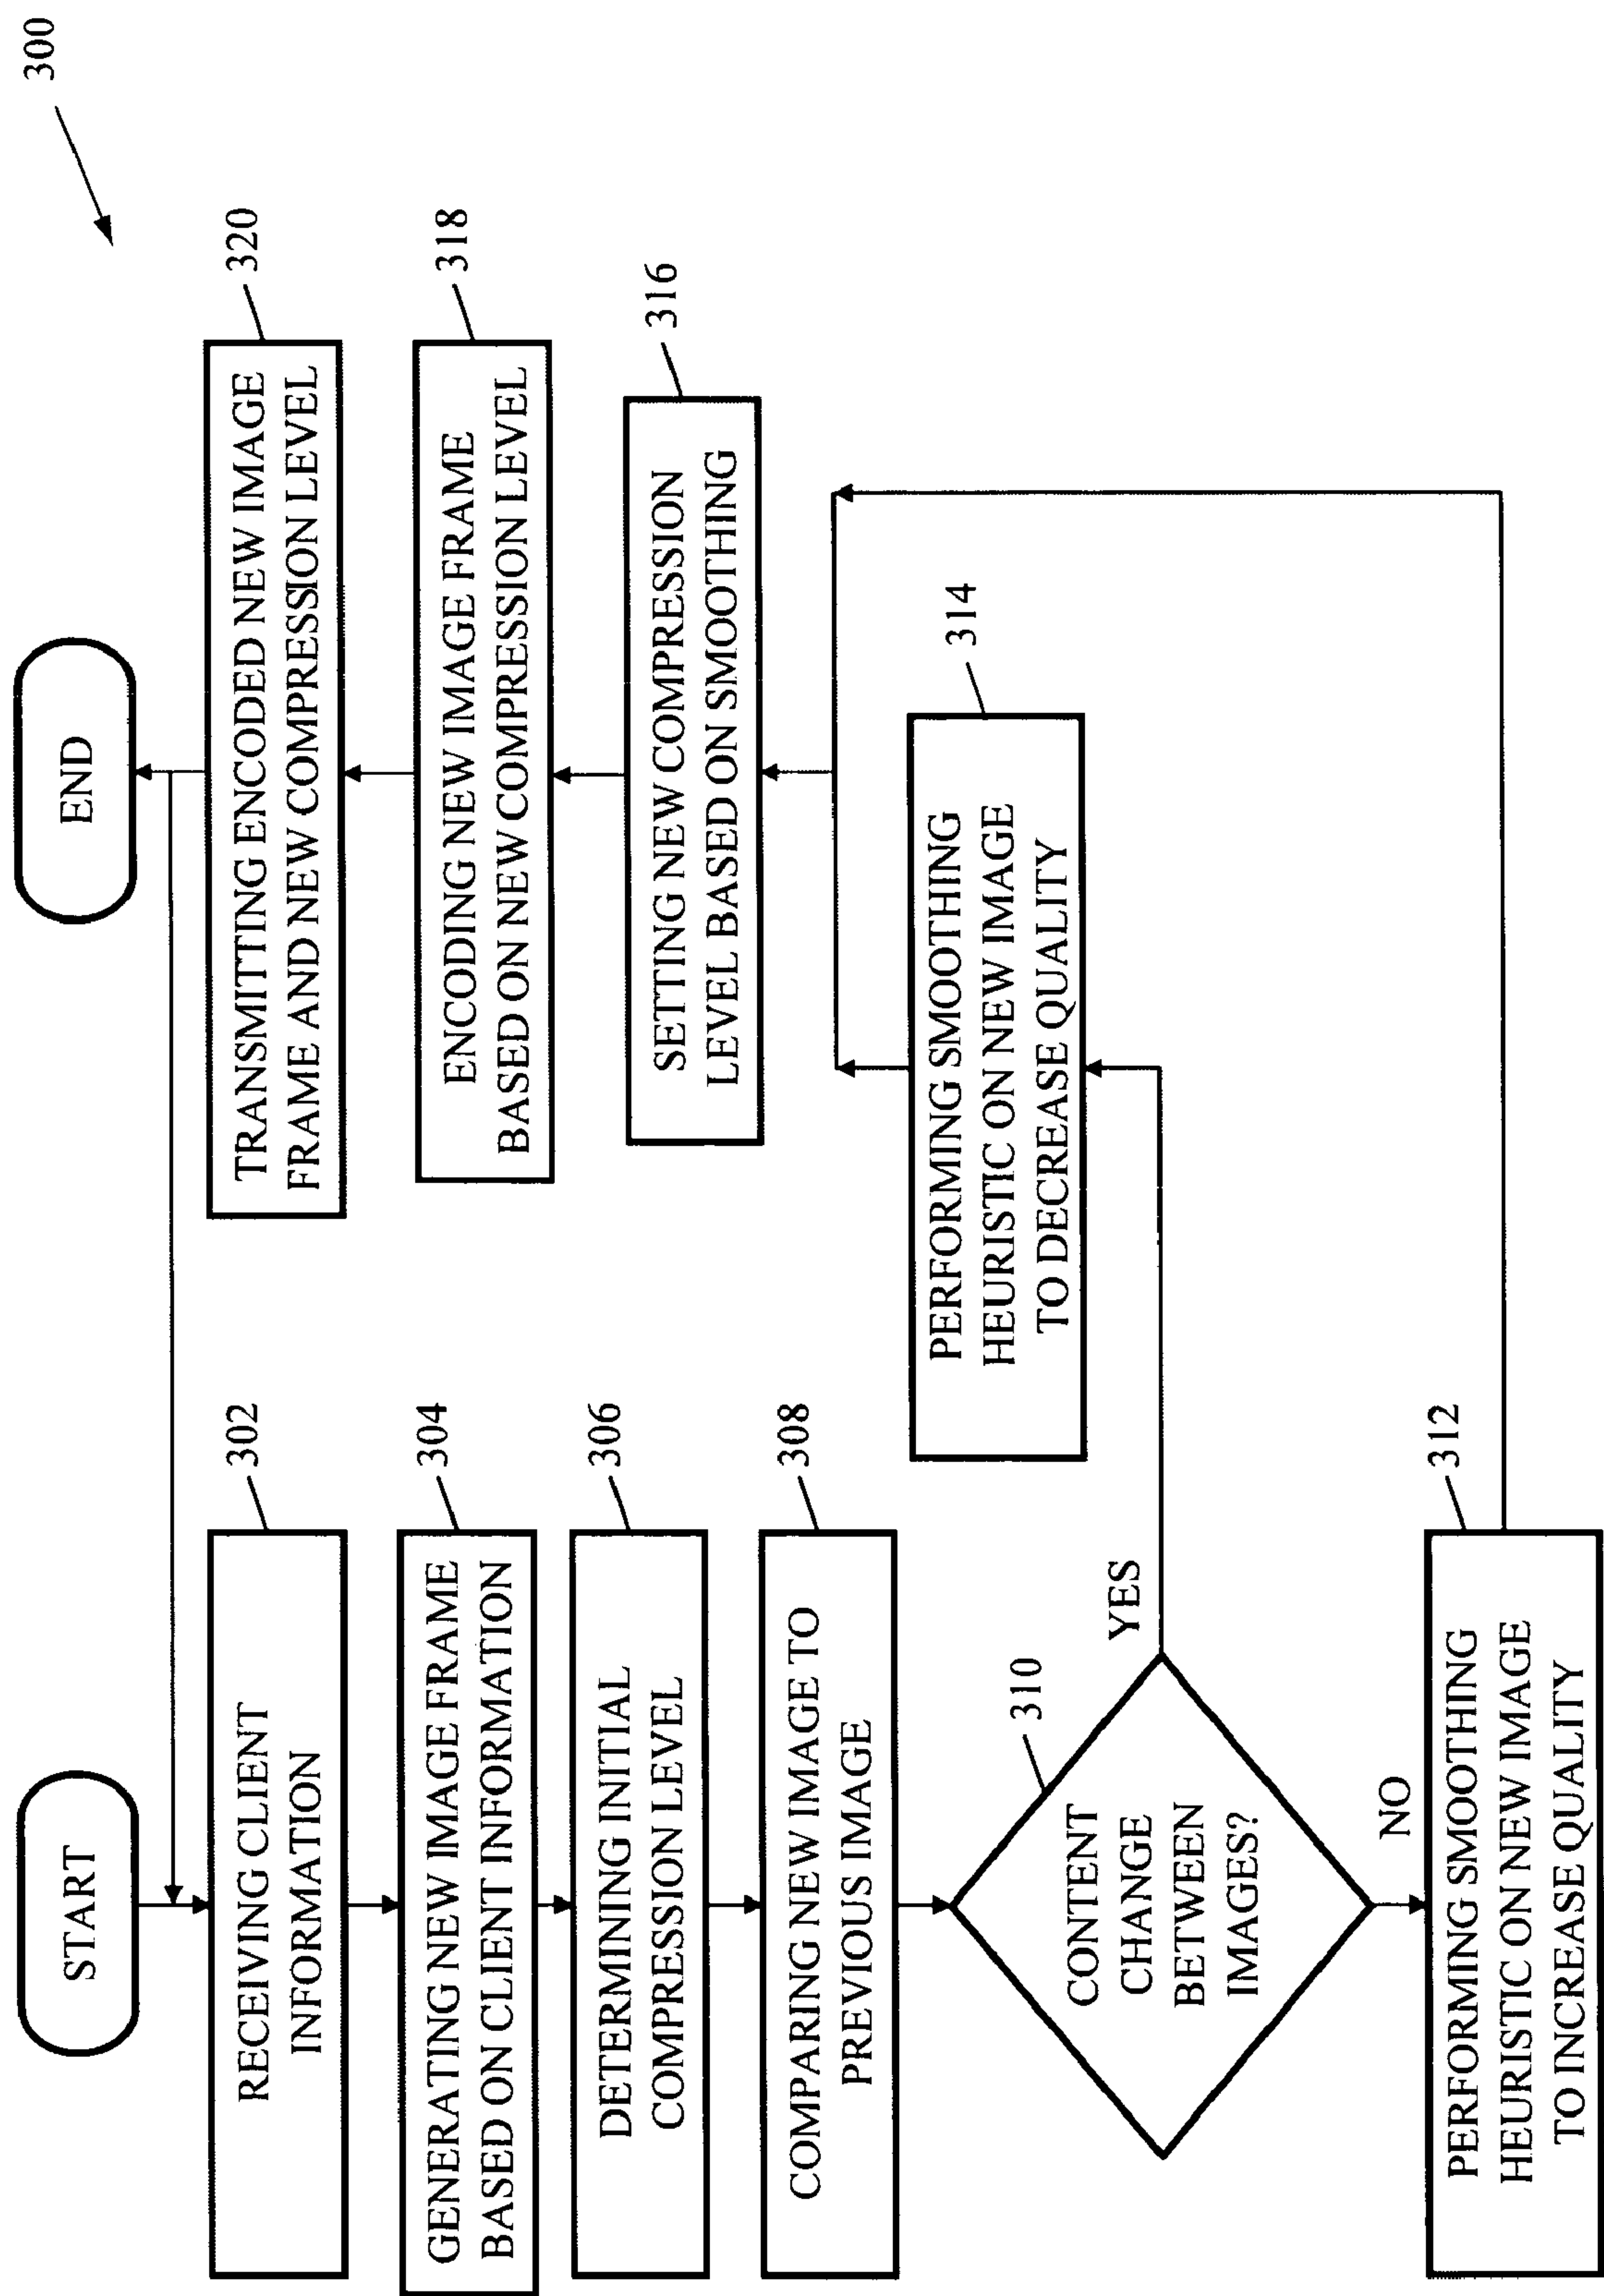 300
START
302
RECEIVING CLIENT
INFORMATION
304
GENERATING NEW IMAGE FRAME
BASED ON CLIENT INFORMATION
306
DETERMINING INITIAL
COMPRESSION LEVEL
308
COMPARING NEW IMAGE TO
PREVIOUS IMAGE
310
CONTENT
CHANGE
BETWEEN
IMAGES?
YES
NO
312
PERFORMING SMOOTHING
HEURISTIC ON NEW IMAGE
TO INCREASE QUALITY
314
PERFORMING SMOOTHING
HEURISTIC ON NEW IMAGE
TO DECREASE QUALITY
316
SETTING NEW COMPRESSION
LEVEL BASED ON SMOOTHING
318
ENCODING NEW IMAGE FRAME
BASED ON NEW COMPRESSION LEVEL
320
TRANSMITTING ENCODED NEW IMAGE
FRAME AND NEW COMPRESSION LEVEL
END